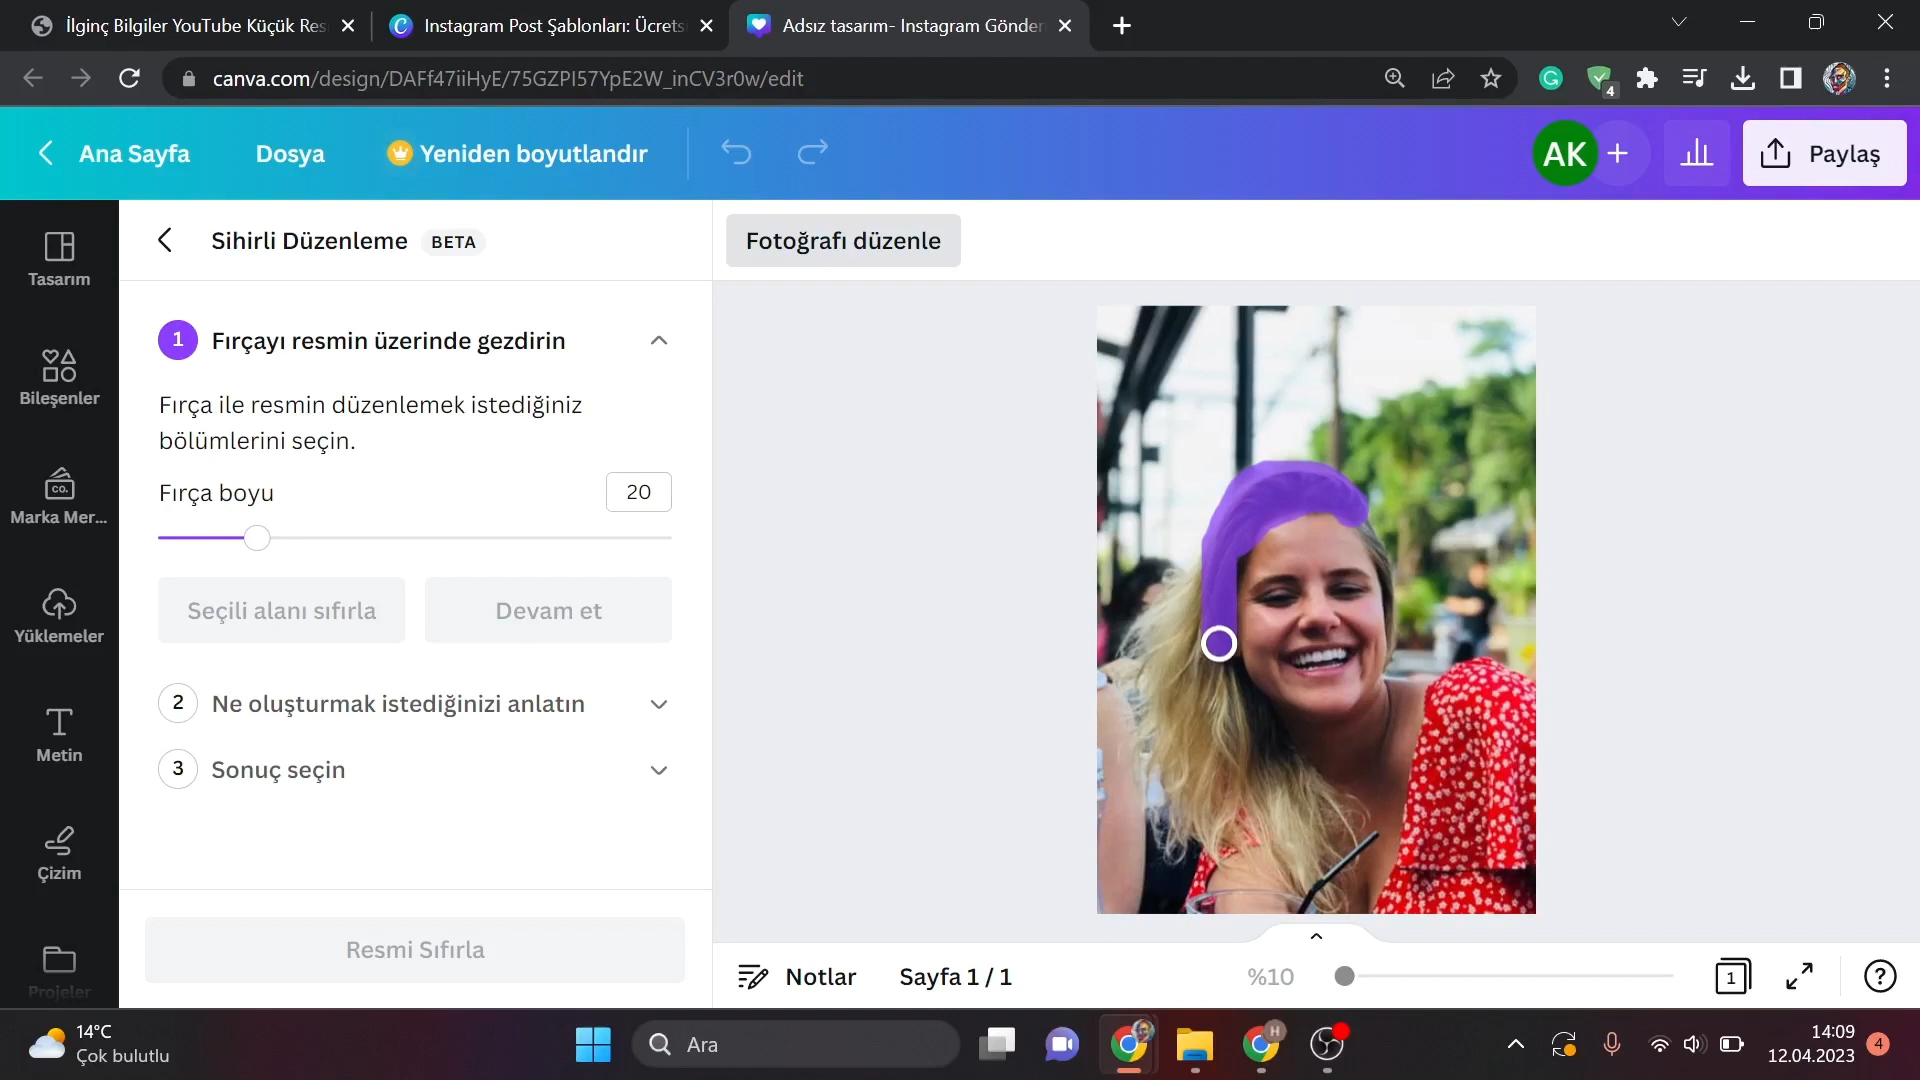 İlginç Bilgiler YouTube Küçük Res
Instagram Post Şablonları: Ücrets
Adsız tasarım- Instagram Gönder
canva.com/design/DAFf47iiHyE/75GZPI57YpE2W_inCV3r0w/edit
4
Ana Sayfa
Dosya
Yeniden boyutlandır
AK
Paylaş
Tasarım
Bileşenler
CO.
Marka Mer...
Yüklemeler
Metin
Çizim
Projeler
Sihirli Düzenleme BETA
Fotoğrafı düzenle
1 Fırçayı resmin üzerinde gezdirin
Fırça ile resmin düzenlemek istediğiniz
bölümlerini seçin.
Fırça boyu 20
Seçili alanı sıfırla
Devam et
2 Ne oluşturmak istediğinizi anlatın
3 Sonuç seçin
Resmi Sıfırla
Notlar
Sayfa 1 / 1
%10
1
?
14°C
Çok bulutlu
Ara
H
14:09
12.04.2023
4